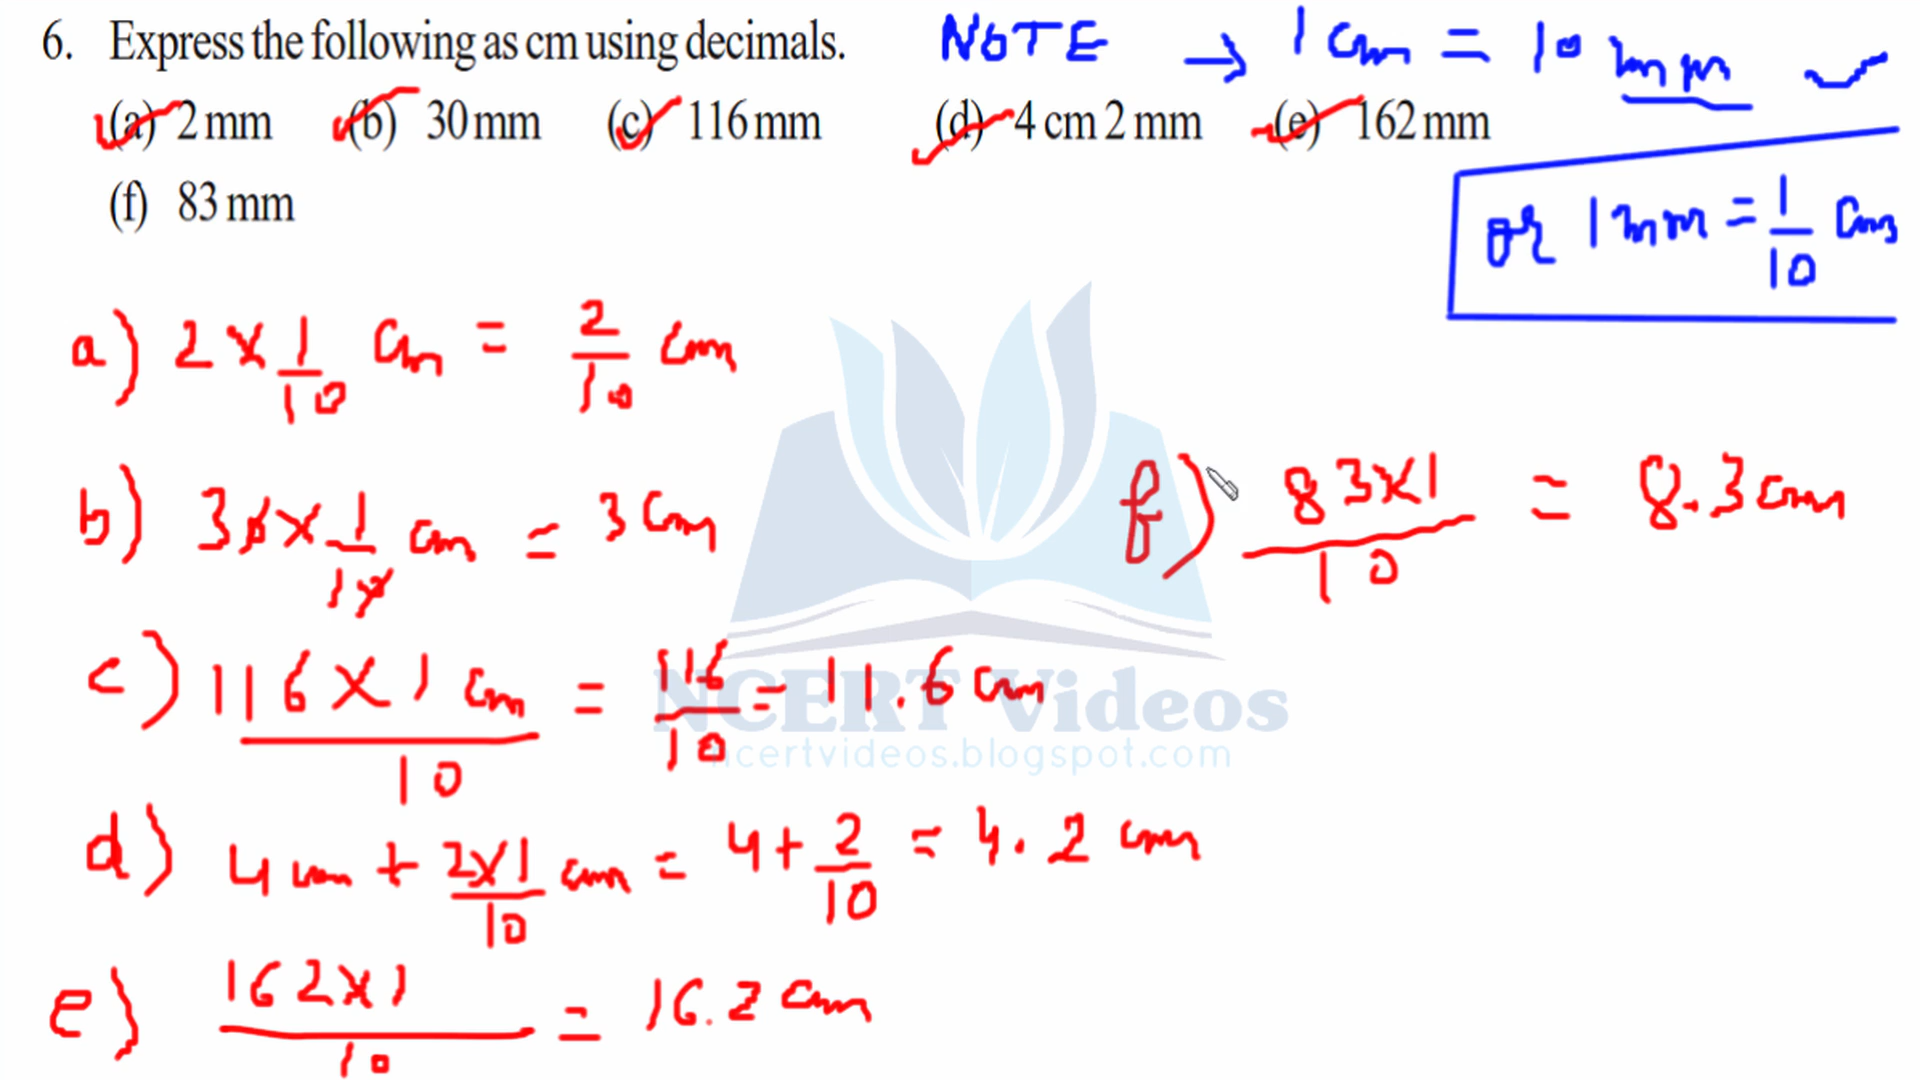 6. Express the following as cm using decimals. NOTE → 1 cm = 10 mm
(a) 2 mm (b) 30 mm (c) 116 mm (d) 4 cm 2 mm (e) 162 mm
(f) 83 mm
or 1 mm = 1/10 cm
a) 2 × 1/10 cm = 2/10 cm
b) 30 × 1/10 cm = 3 cm
c) 116 × 1 cm/10 = 116/10 = 11.6 cm
d) 4 cm + 2×1/10 cm = 4 + 2/10 = 4.2 cm
e) 162×1/10 = 16.2 cm
f) 83×1/10 = 8.3 cm
NCERT Videos
ncertvideos.blogspot.com